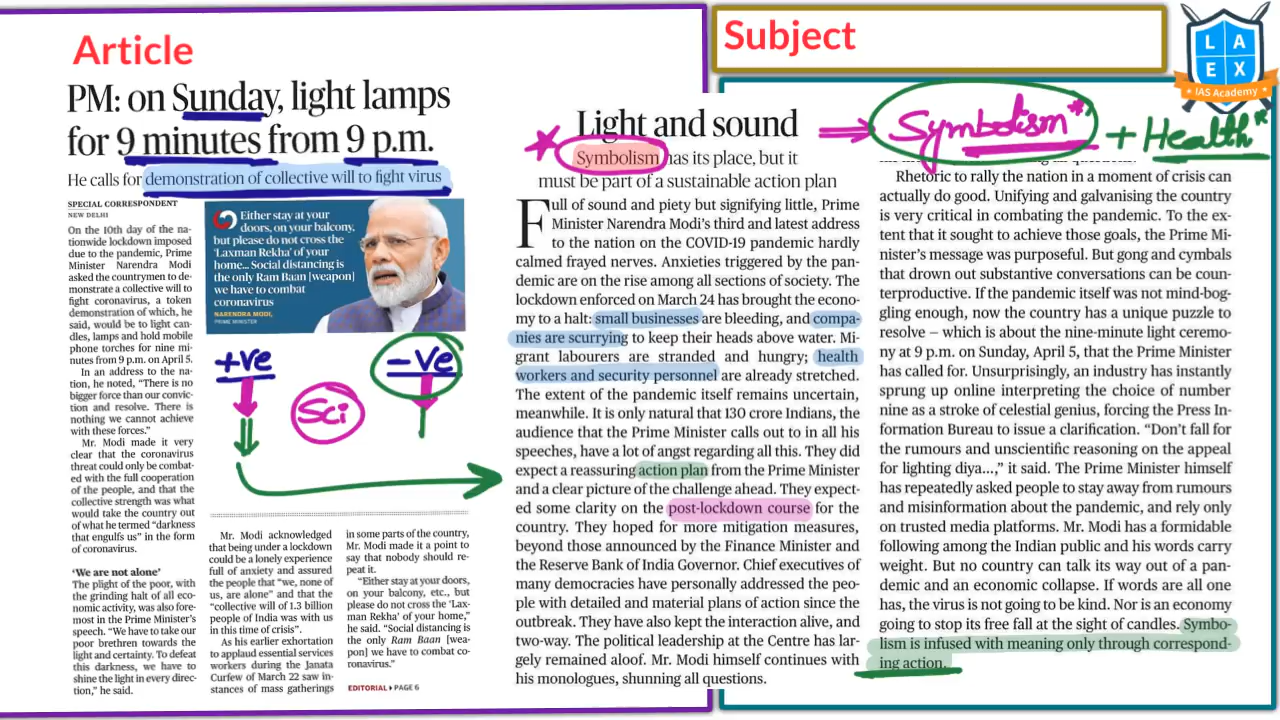 Article
PM: on Sunday, light lamps
for 9 minutes from 9 p.m.
He calls for demonstration of collective will to fight virus
SPECIAL CORRESPONDENT
NEW DELHI
On the 10th day of the na-
tionwide lockdown imposed
due to the pandemic, Prime
Minister Narendra Modi
asked the countrymen to de-
monstrate a collective will to
fight coronavirus, a token
demonstration of which, he
said, would be to light can-
dles, lamps and hold mobile
phone torches for nine mi-
nutes from 9 p.m. on April 5.
In an address to the na-
tion, he noted, “There is no
bigger force than our convic-
tion and resolve. There is
nothing we cannot achieve
with these forces.”
Mr. Modi made it very
clear that the coronavirus
threat could only be combat-
ed with the full cooperation
of the people, and that the
collective strength was what
would take the country out
of what he termed “darkness
that engulfs us” in the form
of coronavirus.
‘We are not alone’
The plight of the poor, with
the grinding halt of all eco-
nomic activity, was also fore-
most in the Prime Minister’s
speech. “We have to take our
poor brethren towards the
light and certainty. To defeat
this darkness, we have to
shine the light in every direc-
tion,” he said.
Either stay at your
doors, on your balcony,
but please do not cross the
‘Laxman Rekha’ of your
home... Social distancing is
the only Ram Baan [weapon]
we have to combat
coronavirus
NARENDRA MODI,
PRIME MINISTER
+ve
-ve
Sci
Mr. Modi acknowledged
that being under a lockdown
could be a lonely experience
full of anxiety and assured
the people that “we, none of
us, are alone” and that the
“collective will of 1.3 billion
people of India was with us
in this time of crisis”.
As his earlier exhortation
to applaud essential services
workers during the Janata
Curfew of March 22 saw in-
stances of mass gatherings
in some parts of the country,
Mr. Modi made it a point to
say that nobody should re-
peat it.
“Either stay at your doors,
on your balcony, etc., but
please do not cross the ‘Lax-
man Rekha’ of your home,”
he said. “Social distancing is
the only Ram Baan [wea-
pon] we have to combat co-
ronavirus.”
EDITORIAL PAGE 6
Subject
L A
E X
IAS Academy
Symbolism* + Health*
Light and sound
Symbolism has its place, but it
must be part of a sustainable action plan
Full of sound and piety but signifying little, Prime
Minister Narendra Modi’s third and latest address
to the nation on the COVID-19 pandemic hardly
calmed frayed nerves. Anxieties triggered by the pan-
demic are on the rise among all sections of society. The
lockdown enforced on March 24 has brought the econo-
my to a halt: small businesses are bleeding, and compa-
nies are scurrying to keep their heads above water. Mi-
grant labourers are stranded and hungry; health
workers and security personnel are already stretched.
The extent of the pandemic itself remains uncertain,
meanwhile. It is only natural that 130 crore Indians, the
audience that the Prime Minister calls out to in all his
speeches, have a lot of angst regarding all this. They did
expect a reassuring action plan from the Prime Minister
and a clear picture of the challenge ahead. They expect-
ed some clarity on the post-lockdown course for the
country. They hoped for more mitigation measures,
beyond those announced by the Finance Minister and
the Reserve Bank of India Governor. Chief executives of
many democracies have personally addressed the peo-
ple with detailed and material plans of action since the
outbreak. They have also kept the interaction alive, and
two-way. The political leadership at the Centre has lar-
gely remained aloof. Mr. Modi himself continues with
his monologues, shunning all questions.
Rhetoric to rally the nation in a moment of crisis can
actually do good. Unifying and galvanising the country
is very critical in combating the pandemic. To the ex-
tent that it sought to achieve those goals, the Prime Mi-
nister’s message was purposeful. But gong and cymbals
that drown out substantive conversations can be coun-
terproductive. If the pandemic itself was not mind-bog-
gling enough, now the country has a unique puzzle to
resolve — which is about the nine-minute light ceremo-
ny at 9 p.m. on Sunday, April 5, that the Prime Minister
has called for. Unsurprisingly, an industry has instantly
sprung up online interpreting the choice of number
nine as a stroke of celestial genius, forcing the Press In-
formation Bureau to issue a clarification. “Don’t fall for
the rumours and unscientific reasoning on the appeal
for lighting diya...,” it said. The Prime Minister himself
has repeatedly asked people to stay away from rumours
and misinformation about the pandemic, and rely only
on trusted media platforms. Mr. Modi has a formidable
following among the Indian public and his words carry
weight. But no country can talk its way out of a pan-
demic and an economic collapse. If words are all one
has, the virus is not going to be kind. Nor is an economy
going to stop its free fall at the sight of candles. Symbo-
lism is infused with meaning only through correspond-
ing action.